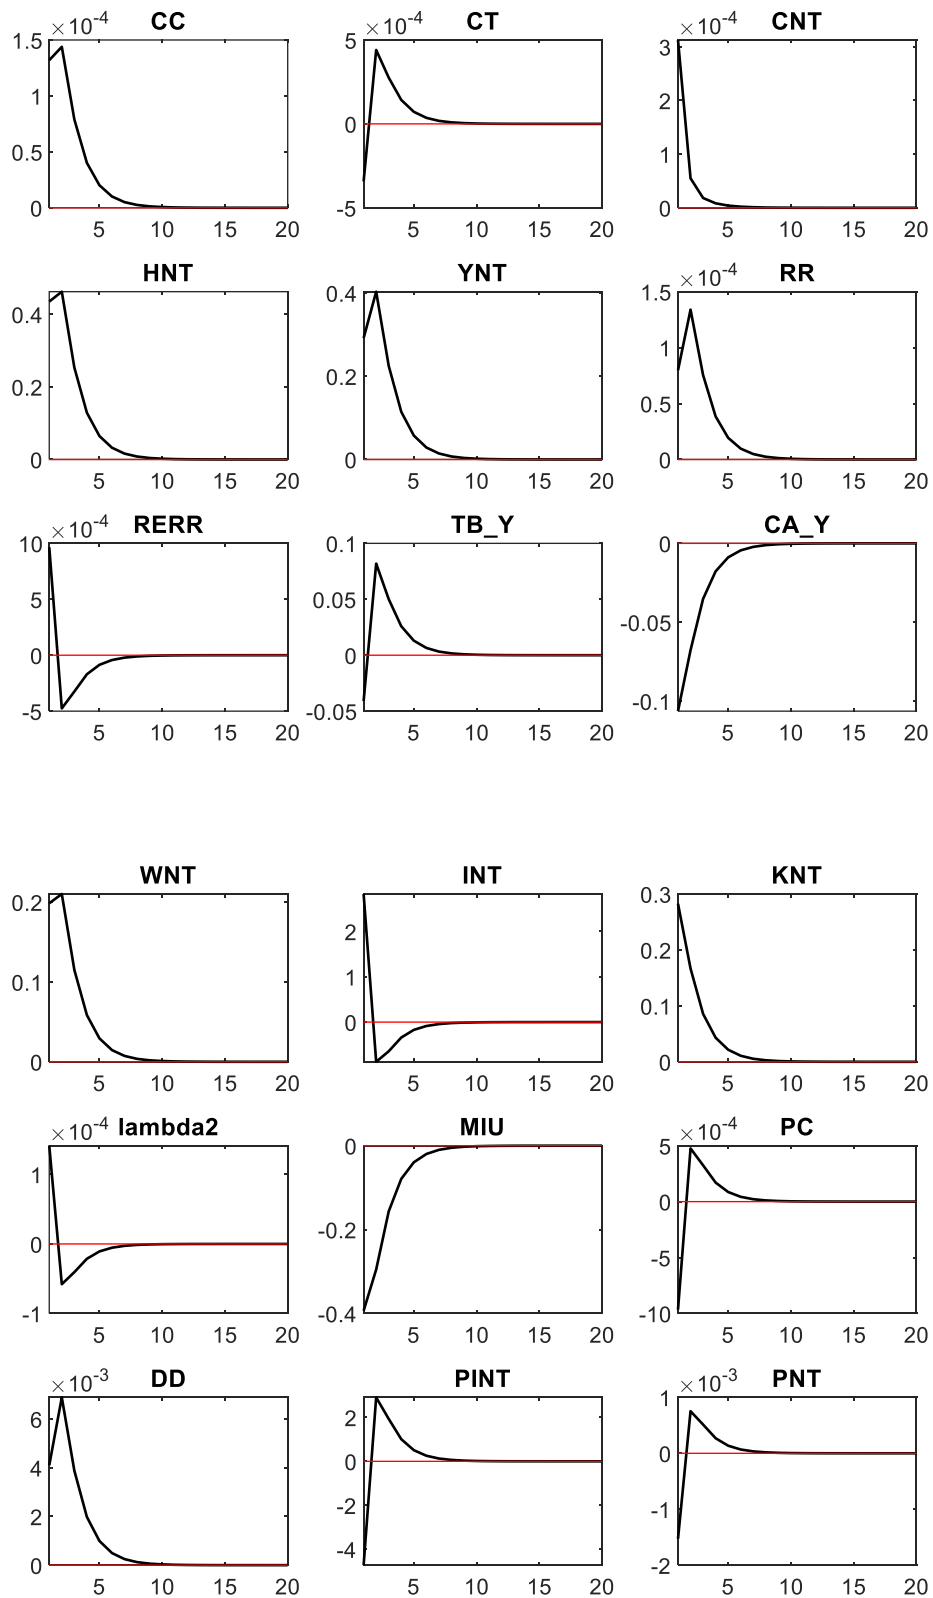 ×10⁻⁴ CC ×10⁻⁴ CT ×10⁻⁴ CNT
1.5 5 3
1 0 2
0.5 1
0 -5 0
5 10 15 20 5 10 15 20 5 10 15 20
HNT YNT ×10⁻⁴ RR
0.4 0.4 1.5
0.2 0.2 1
0.5
0 0 0
5 10 15 20 5 10 15 20 5 10 15 20
×10⁻⁴ RERR TB_Y CA_Y
10 0.1 0
5 0.05 -0.05
0 0 -0.1
-5 -0.05
5 10 15 20 5 10 15 20 5 10 15 20
WNT INT KNT
0.2 2 0.3
0.1 1 0.2
0 0 0.1
0
5 10 15 20 5 10 15 20 5 10 15 20
×10⁻⁴ lambda2 MIU ×10⁻⁴ PC
1 0 5
0 -0.2 0
-1 -0.4 -5
-10
5 10 15 20 5 10 15 20 5 10 15 20
×10⁻³ DD PINT ×10⁻³ PNT
6 2 1
4 0 0
2 -2 -1
0 -4 -2
5 10 15 20 5 10 15 20 5 10 15 20